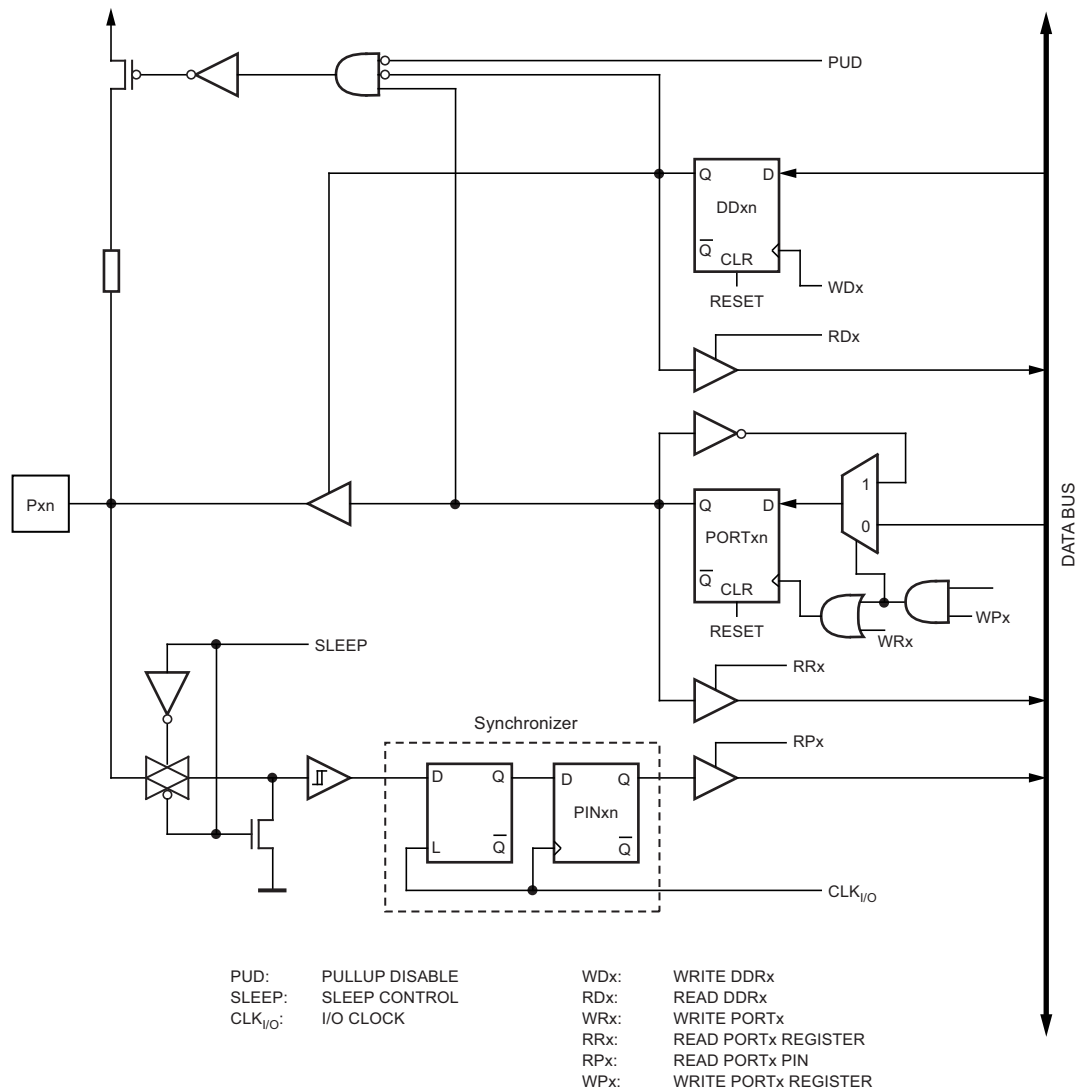 PUD
Q D
DDxn
Q
CLR
RESET
WDx
RDx
Pxn
1
0
Q D
PORTxn
Q
CLR
RESET
WRx
WPx
DATA BUS
SLEEP
RRx
Synchronizer
RPx
D Q
L Q
D Q
PINxn
Q
CLKI/O
PUD: PULLUP DISABLE
SLEEP: SLEEP CONTROL
CLKI/O: I/O CLOCK
WDx: WRITE DDRx
RDx: READ DDRx
WRx: WRITE PORTx
RRx: READ PORTx REGISTER
RPx: READ PORTx PIN
WPx: WRITE PORTx REGISTER